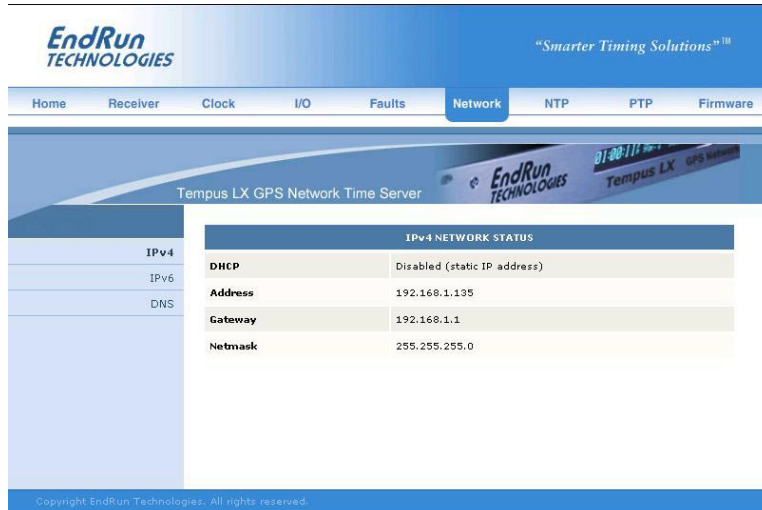 EndRun
TECHNOLOGIES
“Smarter Timing Solutions”™
Home Receiver Clock I/O Faults Network NTP PTP Firmware
Tempus LX GPS Network Time Server
EndRun
TECHNOLOGIES
Tempus LX GPS Network
IPv4 NETWORK STATUS
IPv4
IPv6
DNS
DHCP Disabled (static IP address)
Address 192.168.1.135
Gateway 192.168.1.1
Netmask 255.255.255.0
Copyright EndRun Technologies. All rights reserved.